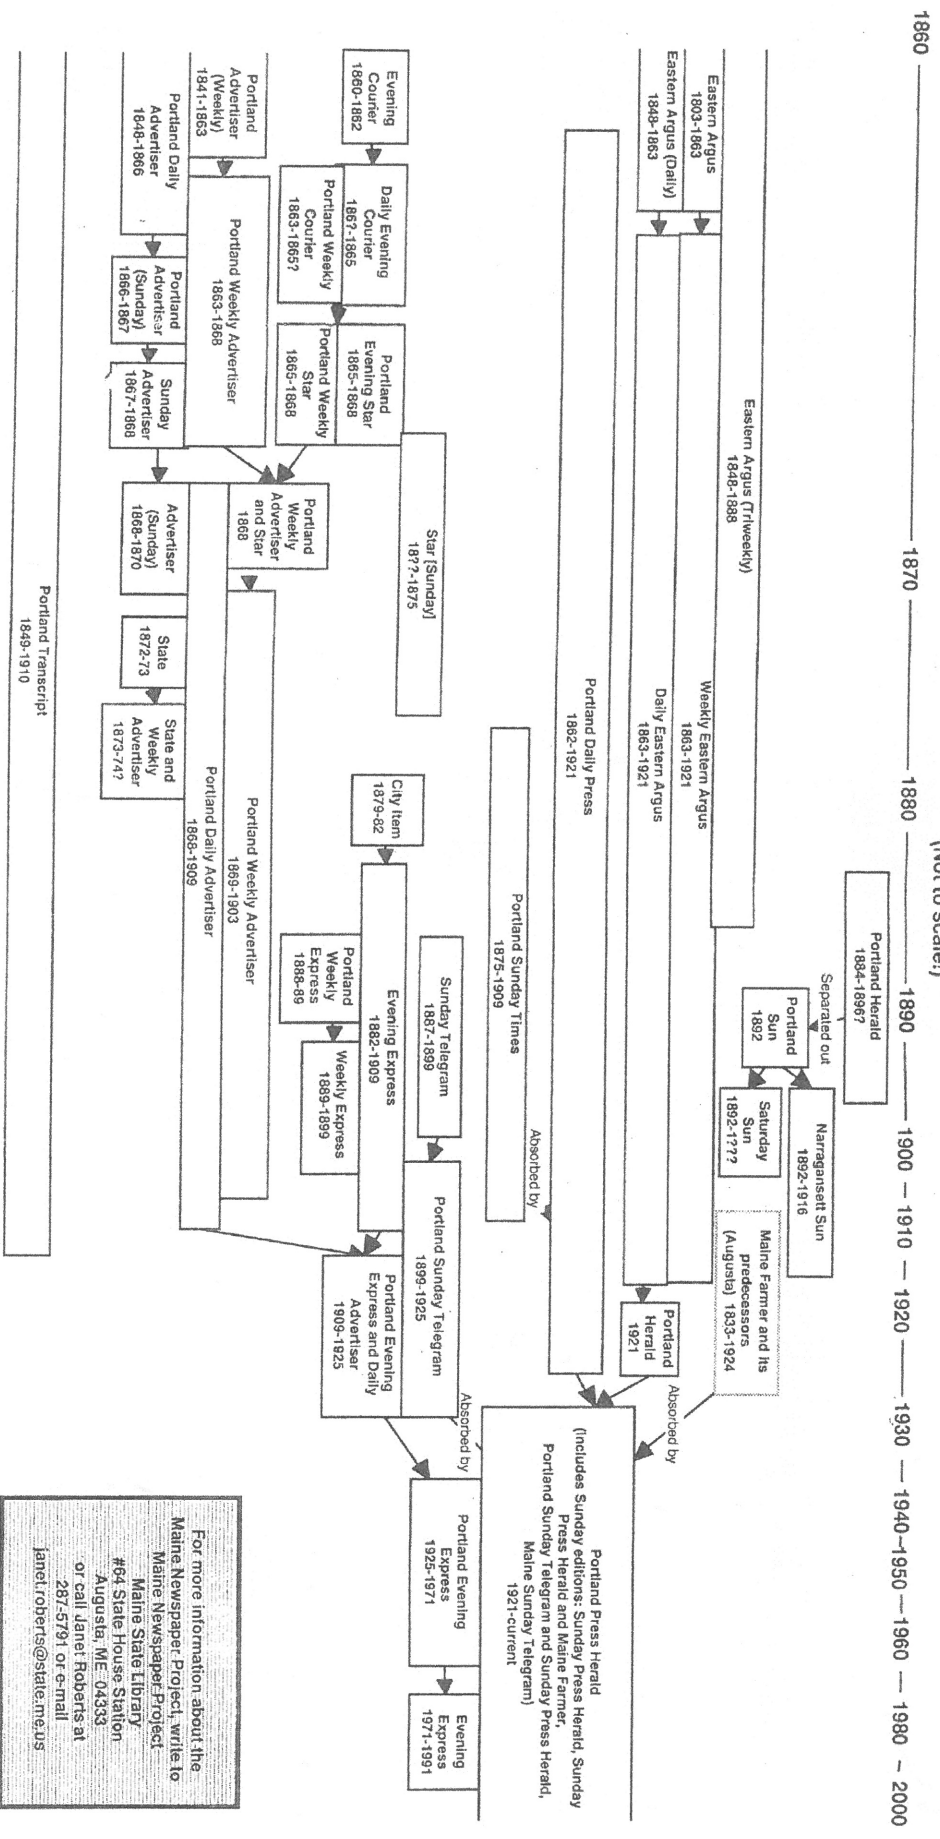 (Not to scale!)
1860
1870
1880
1890
1900
1910
1920
1930
1940
1950
1960
1980
2000
Portland Herald
1884-1896?
Separated out
Portland
Sun
1892
Narragansett Sun
1892-1916
Saturday
Sun
1892-1???
Maine Farmer and its
predecessors
(Augusta) 1833-1924
Absorbed by
Eastern Argus (Triweekly)
1848-1888
Eastern Argus
1803-1863
Weekly Eastern Argus
1863-1921
Eastern Argus (Daily)
1848-1863
Daily Eastern Argus
1863-1921
Portland
Herald
1921
Portland Daily Press
1862-1921
Portland Press Herald
(Includes Sunday editions: Sunday Press Herald, Sunday
Press Herald and Maine Farmer,
Portland Sunday Telegram and Sunday Press Herald,
Maine Sunday Telegram)
1921-current
Absorbed by
Portland Sunday Times
1875-1909
Star [Sunday]
18??-1875
Sunday Telegram
1887-1899
Portland Sunday Telegram
1899-1925
Absorbed by
Portland Evening
Express
1925-1971
Evening
Express
1971-1991
Evening
Courier
1860-1862
Daily Evening
Courier
186?-1865
Portland
Evening Star
1865-1868
Portland Weekly
Courier
1863-1865?
Portland Weekly
Star
1865-1868
City Item
1879-82
Evening Express
1882-1909
Portland
Weekly
Express
1888-89
Weekly Express
1889-1899
Portland Evening
Express and Daily
Advertiser
1909-1925
Portland
Advertiser
(Weekly)
1841-1863
Portland Weekly Advertiser
1863-1868
Portland
Weekly
Advertiser
and Star
1868
Portland Weekly Advertiser
1869-1903
Portland Daily Advertiser
1868-1909
Portland Daily
Advertiser
1848-1866
Portland
Advertiser
(Sunday)
1866-1867
Sunday
Advertiser
1867-1868
Advertiser
(Sunday)
1868-1870
State
1872-73
State and
Weekly
Advertiser
1873-74?
Portland Transcript
1849-1910
For more information about the
Maine Newspaper Project, write to
Maine Newspaper Project
Maine State Library
#64 State House Station
Augusta, ME 04333
or call Janet Roberts at
287-5791 or e-mail
janet.roberts@state.me.us